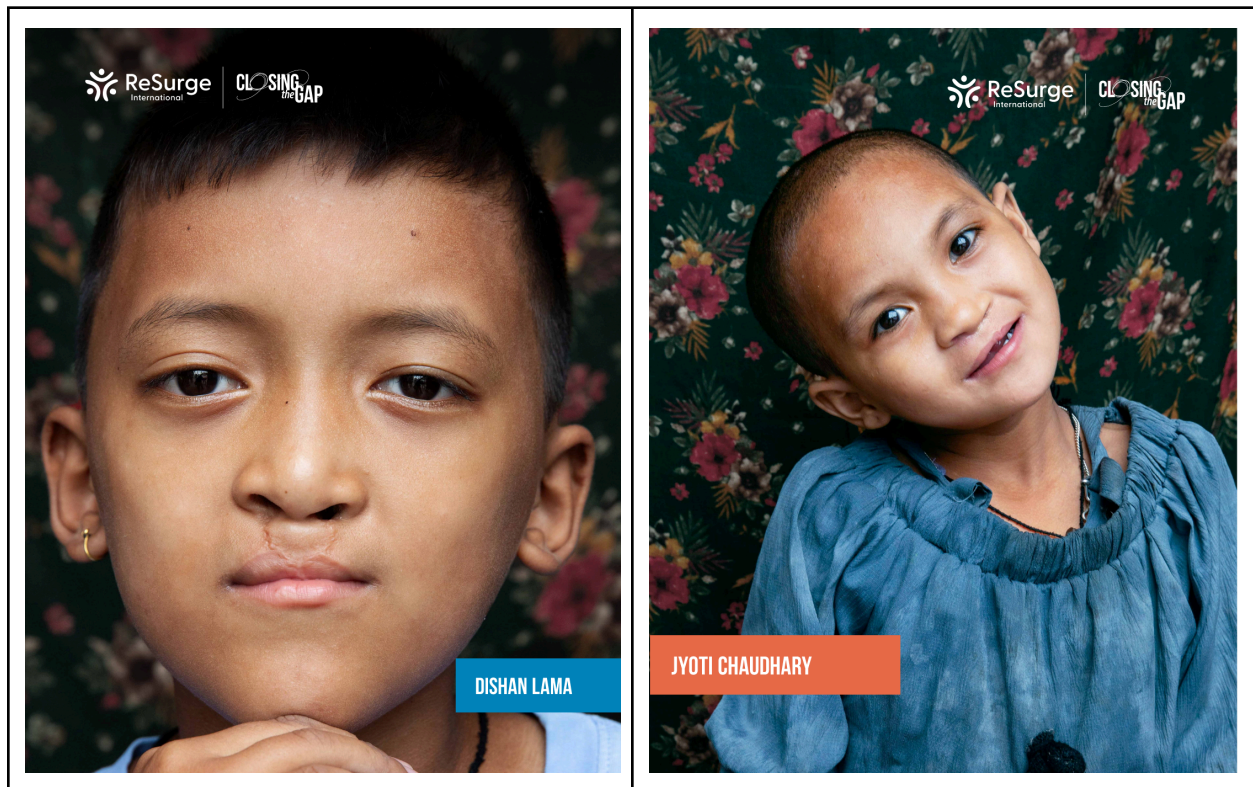 ReSurge
International
CLOSING
the GAP
DISHAN LAMA
ReSurge
International
CLOSING
the GAP
JYOTI CHAUDHARY